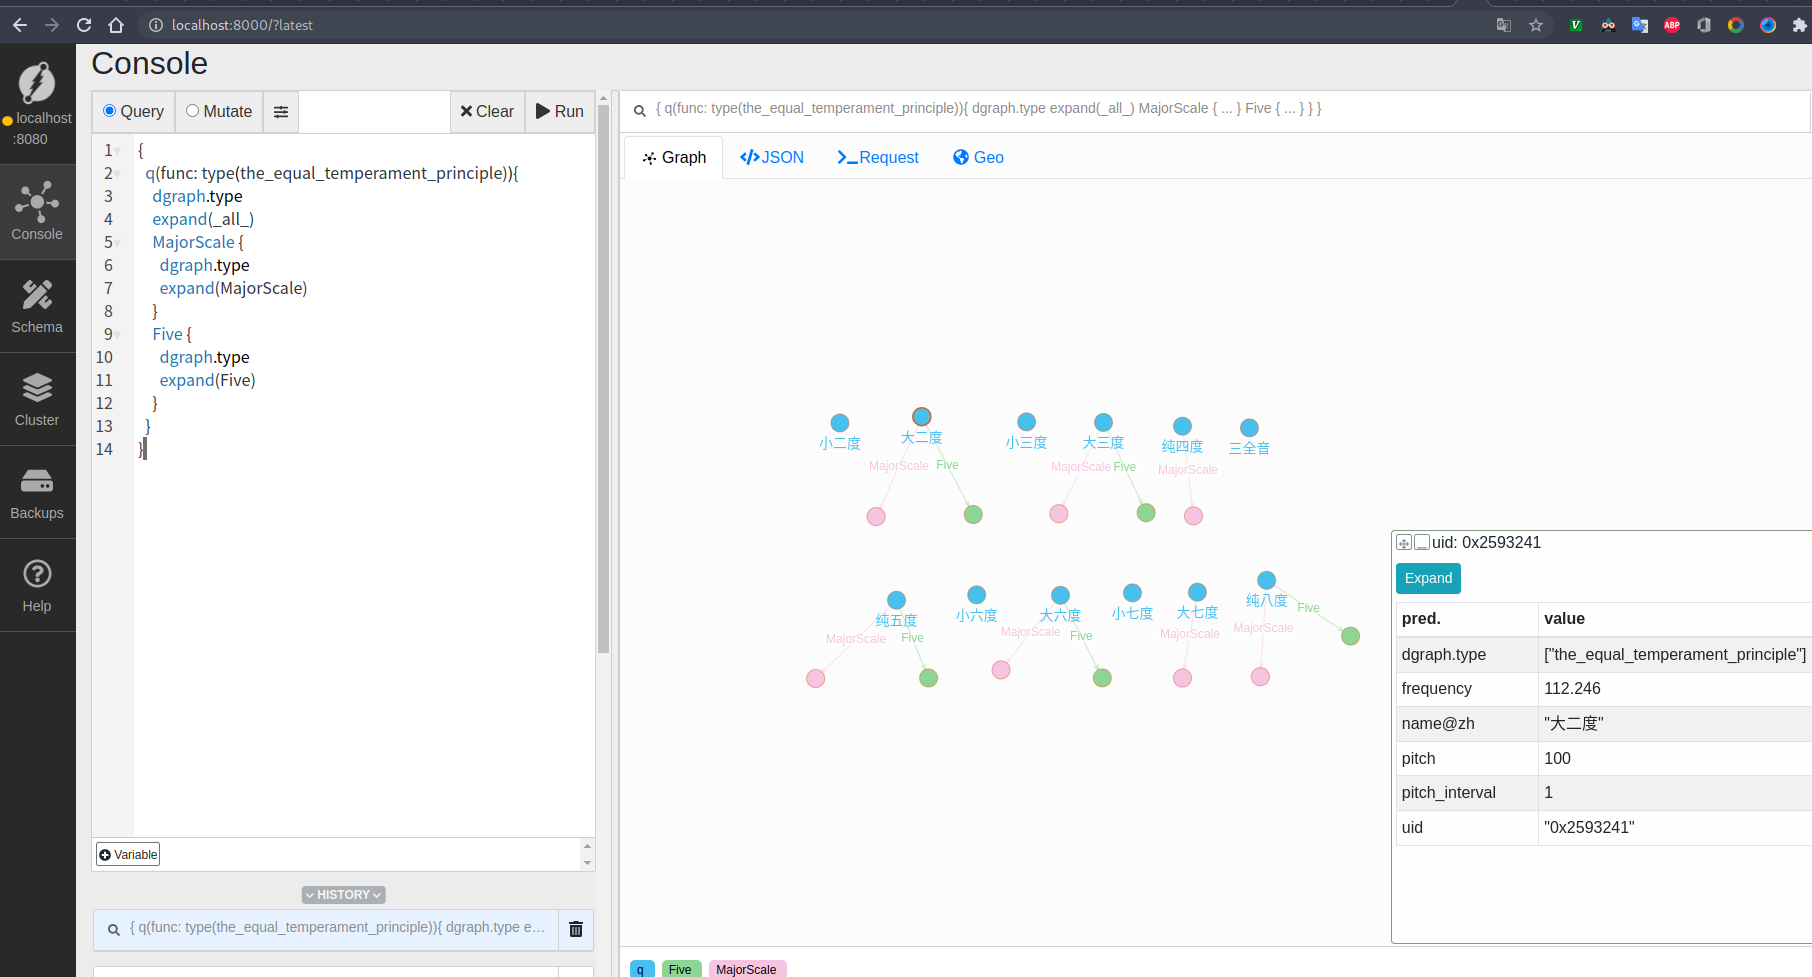 localhost:8000/?latest
Console
localhost
:8080
Console
Schema
Cluster
Backups
Help
Query
Mutate
Clear
Run
1 {
2 q(func: type(the_equal_temperament_principle)){
3 dgraph.type
4 expand(_all_)
5 MajorScale {
6 dgraph.type
7 expand(MajorScale)
8 }
9 Five {
10 dgraph.type
11 expand(Five)
12 }
13 }
14 }
Variable
HISTORY
{ q(func: type(the_equal_temperament_principle)){ dgraph.type e...
{ q(func: type(the_equal_temperament_principle)){ dgraph.type expand(_all_) MajorScale { ... } Five { ... } } }
Graph
JSON
Request
Geo
小二度
大二度
小三度
大三度
纯四度
三全音
MajorScale
Five
MajorScale
Five
MajorScale
纯五度
小六度
大六度
小七度
大七度
纯八度
Five
MajorScale
Five
MajorScale
Five
MajorScale
MajorScale
uid: 0x2593241
Expand
pred. value
dgraph.type ["the_equal_temperament_principle"]
frequency 112.246
name@zh "大二度"
pitch 100
pitch_interval 1
uid "0x2593241"
q
Five
MajorScale
ABP